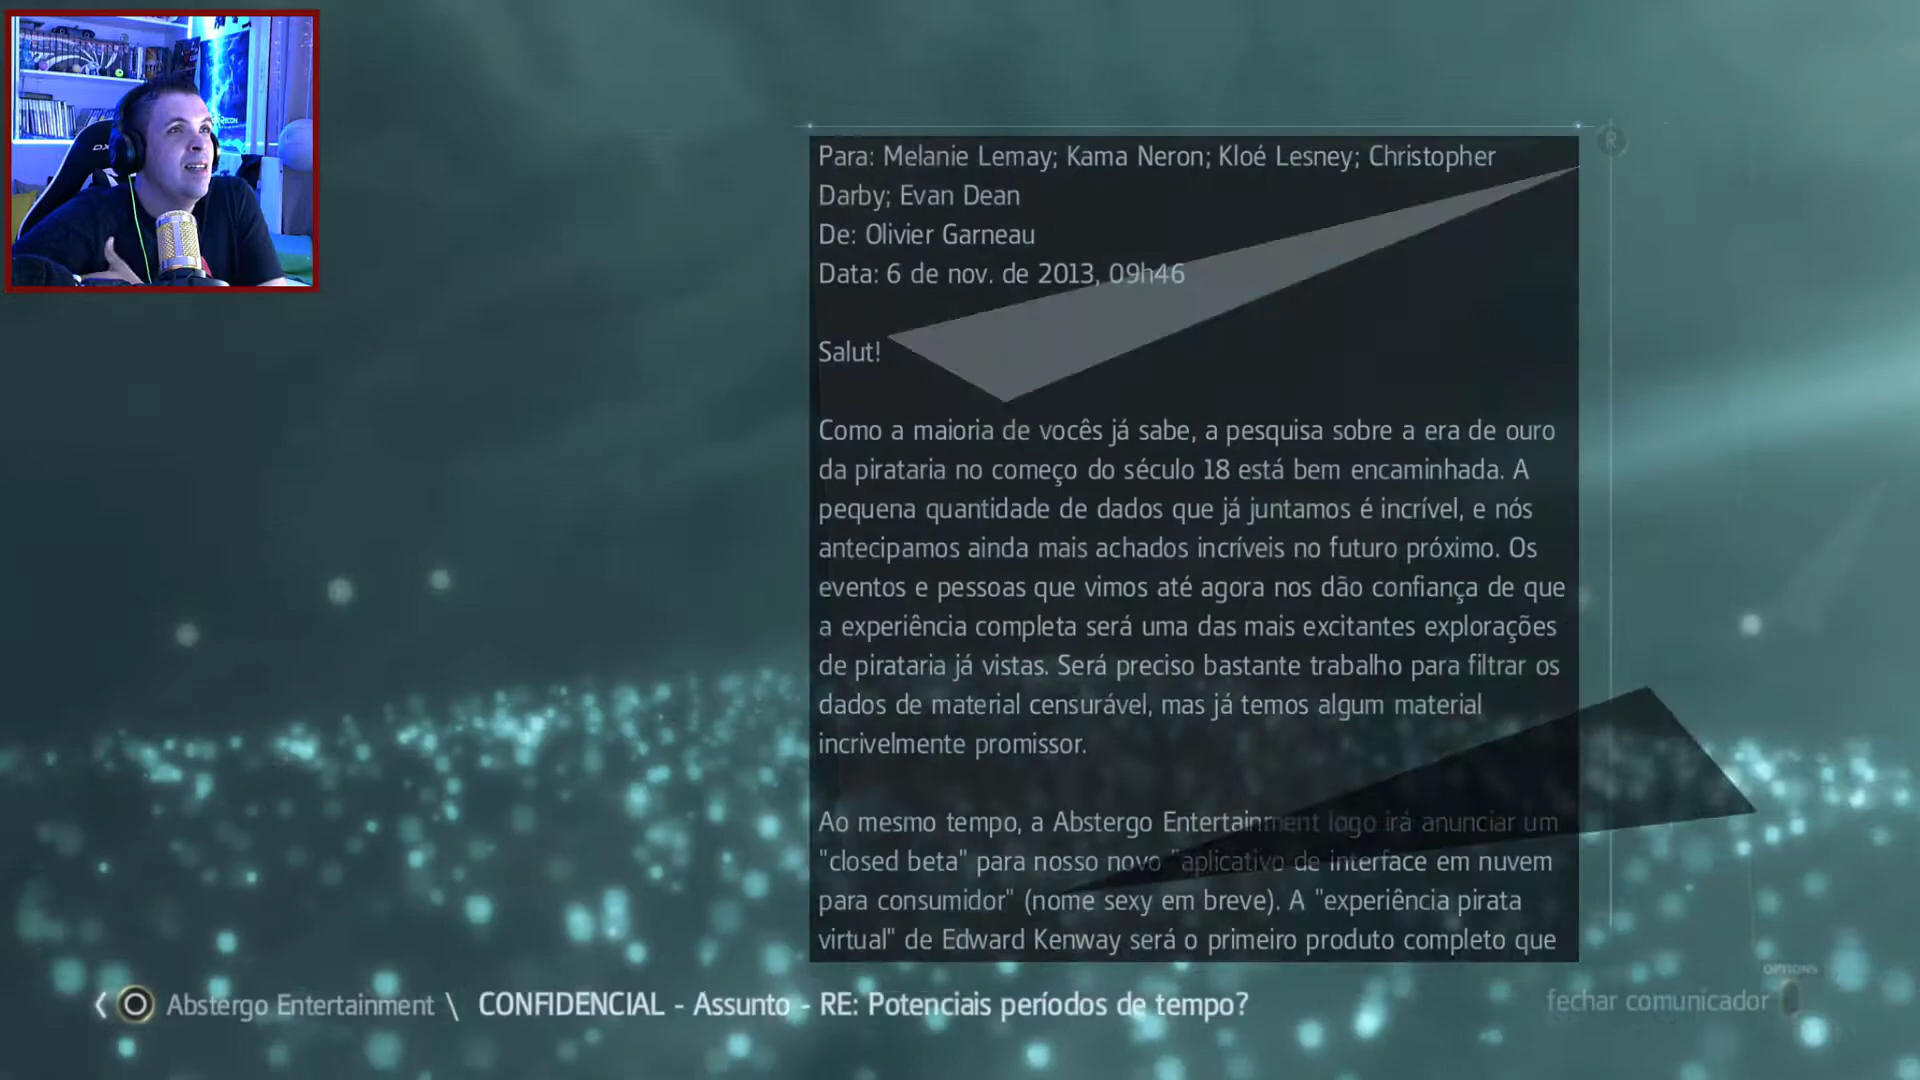 Para: Melanie Lemay; Kama Neron; Kloé Lesney; Christopher
Darby; Evan Dean
De: Olivier Garneau
Data: 6 de nov. de 2013, 09h46
Salut!
Como a maioria de vocês já sabe, a pesquisa sobre a era de ouro
da pirataria no começo do século 18 está bem encaminhada. A
pequena quantidade de dados que já juntamos é incrível, e nós
antecipamos ainda mais achados incríveis no futuro próximo. Os
eventos e pessoas que vimos até agora nos dão confiança de que
a experiência completa será uma das mais excitantes explorações
de pirataria já vistas. Será preciso bastante trabalho para filtrar os
dados de material censurável, mas já temos algum material
incrivelmente promissor.
Ao mesmo tempo, a Abstergo Entertainment logo irá anunciar um
"closed beta" para nosso novo "aplicativo de interface em nuvem
para consumidor" (nome sexy em breve). A "experiência pirata
virtual" de Edward Kenway será o primeiro produto completo que
R
Abstergo Entertainment \ CONFIDENCIAL - Assunto - RE: Potenciais períodos de tempo?
OPTIONS
fechar comunicador